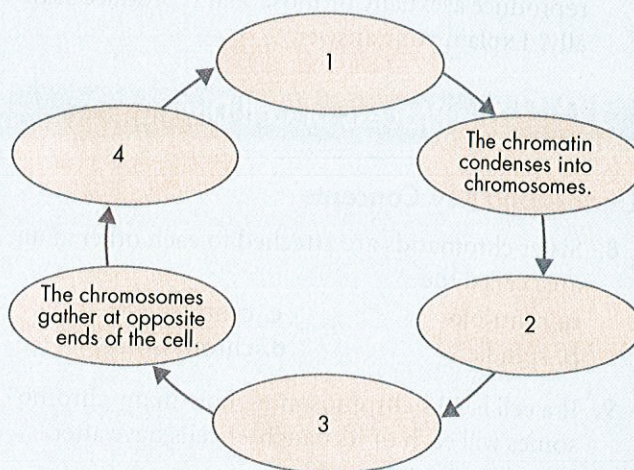 1
The chromatin
condenses into
chromosomes.
2
3
The chromosomes
gather at opposite
ends of the cell.
4